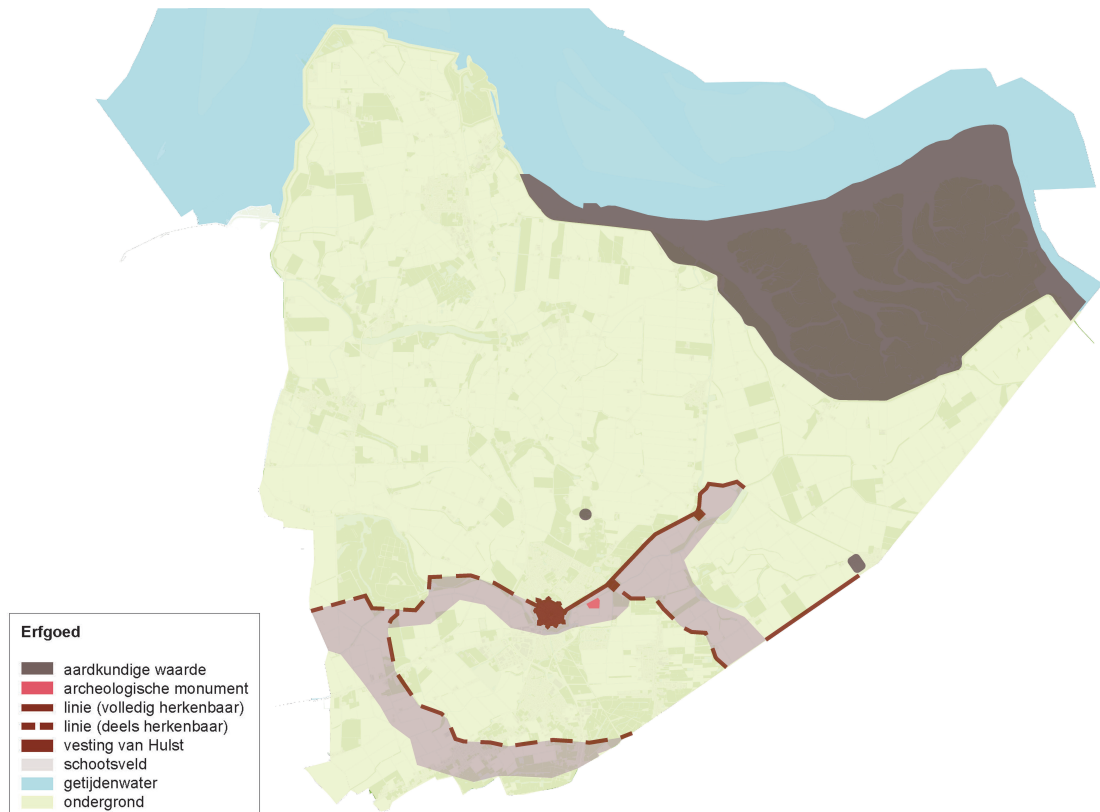 Erfgoed
aardkundige waarde
archeologische monument
linie (volledig herkenbaar)
linie (deels herkenbaar)
vesting van Hulst
schootsveld
getijdenwater
ondergrond